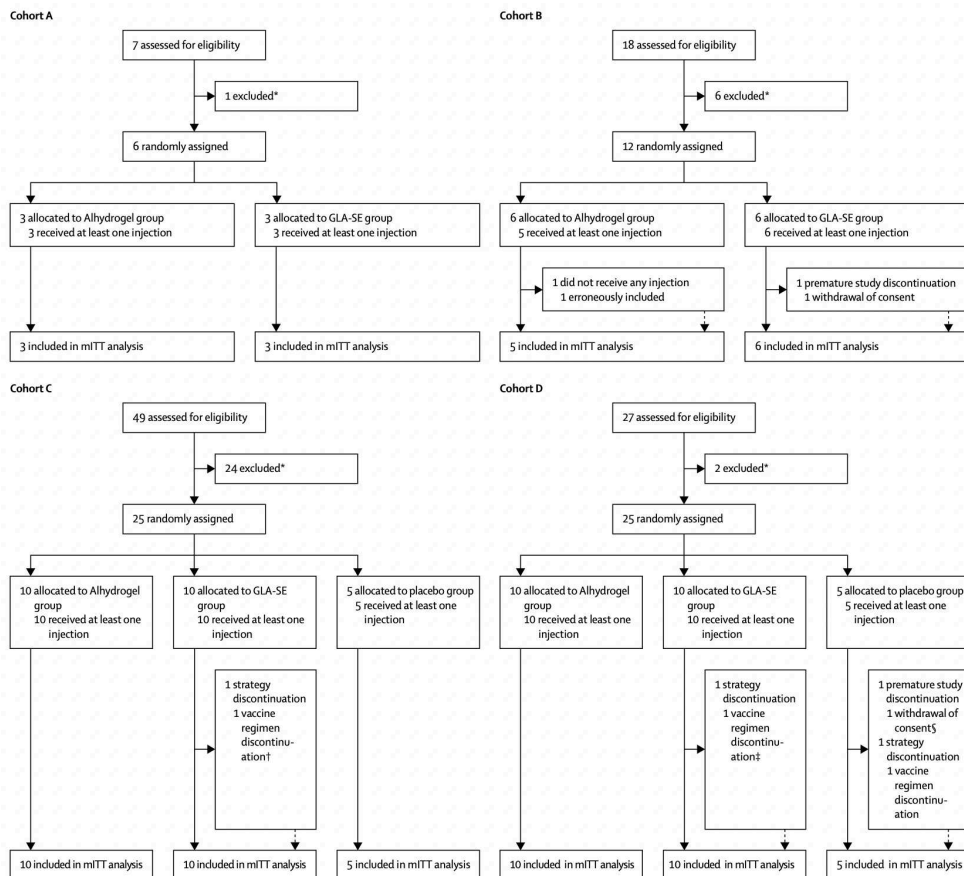 Cohort A
7 assessed for eligibility
1 excluded*
6 randomly assigned
3 allocated to Alhydrogel group
3 received at least one injection
3 allocated to GLA-SE group
3 received at least one injection
3 included in mITT analysis
3 included in mITT analysis
Cohort B
18 assessed for eligibility
6 excluded*
12 randomly assigned
6 allocated to Alhydrogel group
5 received at least one injection
6 allocated to GLA-SE group
6 received at least one injection
1 did not receive any injection
1 erroneously included
1 premature study discontinuation
1 withdrawal of consent
5 included in mITT analysis
6 included in mITT analysis
Cohort C
49 assessed for eligibility
24 excluded*
25 randomly assigned
10 allocated to Alhydrogel
group
10 received at least one
injection
10 allocated to GLA-SE
group
10 received at least one
injection
5 allocated to placebo group
5 received at least one
injection
1 strategy
discontinuation
1 vaccine
regimen
discontinu-
ation†
10 included in mITT analysis
10 included in mITT analysis
5 included in mITT analysis
Cohort D
27 assessed for eligibility
2 excluded*
25 randomly assigned
10 allocated to Alhydrogel
group
10 received at least one
injection
10 allocated to GLA-SE
group
10 received at least one
injection
5 allocated to placebo group
5 received at least one
injection
1 strategy
discontinuation
1 vaccine
regimen
discontinu-
ation‡
1 premature study
discontinuation
1 withdrawal of
consent§
1 strategy
discontinuation
1 vaccine
regimen
discontinu-
ation
10 included in mITT analysis
10 included in mITT analysis
5 included in mITT analysis